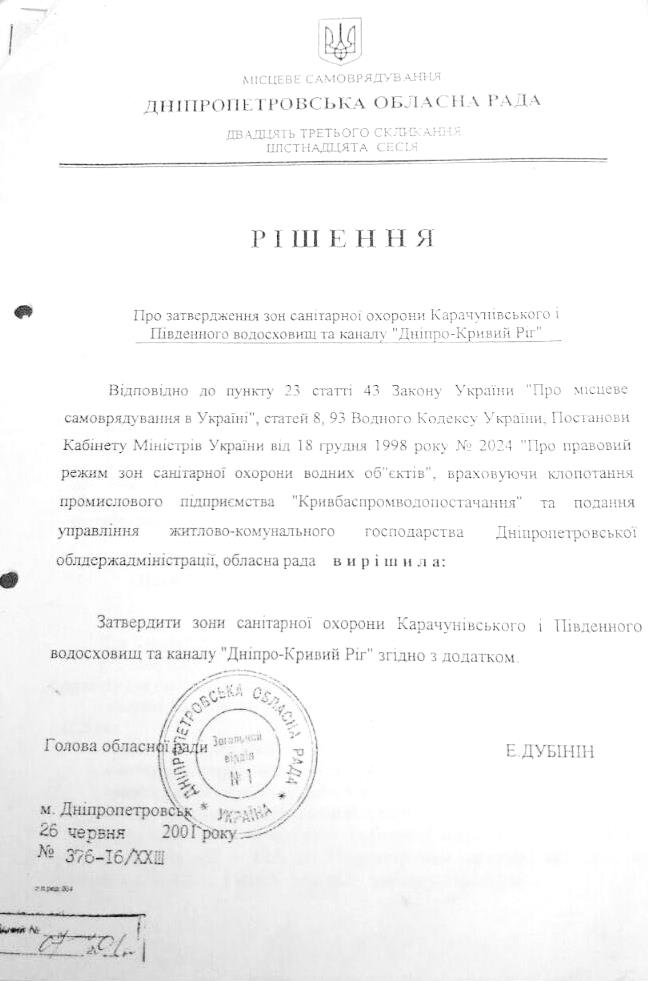 МІСЦЕВЕ САМОВРЯДУВАННЯ
ДНІПРОПЕТРОВСЬКА ОБЛАСНА РАДА
ДВАДЦЯТЬ ТРЕТЬОГО СКЛИКАННЯ
ШІСТНАДЦЯТА СЕСІЯ
РІШЕННЯ
Про затвердження зон санітарної охорони Карачунівського і
Південного водосховищ та каналу "Дніпро-Кривий Ріг"
Відповідно до пункту 23 статті 43 Закону України "Про місцеве
самоврядування в Україні", статей 8, 93 Водного Кодексу України, Постанови
Кабінету Міністрів України від 18 грудня 1998 року № 2024 "Про правовий
режим зон санітарної охорони водних об"єктів", враховуючи клопотання
промислового підприємства "Кривбаспромводопостачання" та подання
управління житлово-комунального господарства Дніпропетровської
облдержадміністрації, обласна рада в и р і ш и л а:
Затвердити зони санітарної охорони Карачунівського і Південного
водосховищ та каналу "Дніпро-Кривий Ріг" згідно з додатком.
Голова обласної ради Е.ДУБІНІН
ДНІПРОПЕТРОВСЬКА ОБЛАСНА РАДА
Загальний
відділ
№ 1
* УКРАЇНА *
м. Дніпропетровськ
26 червня 2001 року
№ 376-16/XXIII
№
07 01